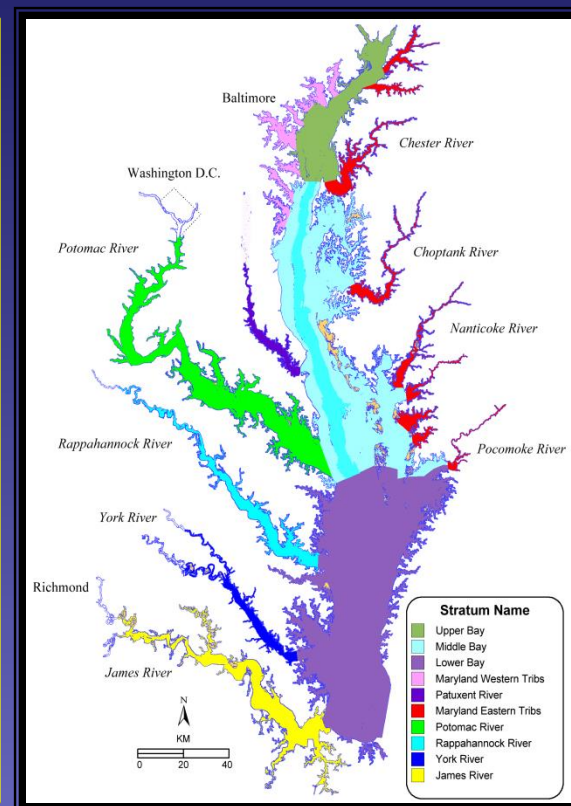 Baltimore
Chester River
Washington D.C.
Potomac River
Choptank River
Nanticoke River
Rappahannock River
Pocomoke River
York River
Richmond
James River
N
KM
0 20 40
Stratum Name
Upper Bay
Middle Bay
Lower Bay
Maryland Western Tribs
Patuxent River
Maryland Eastern Tribs
Potomac River
Rappahannock River
York River
James River